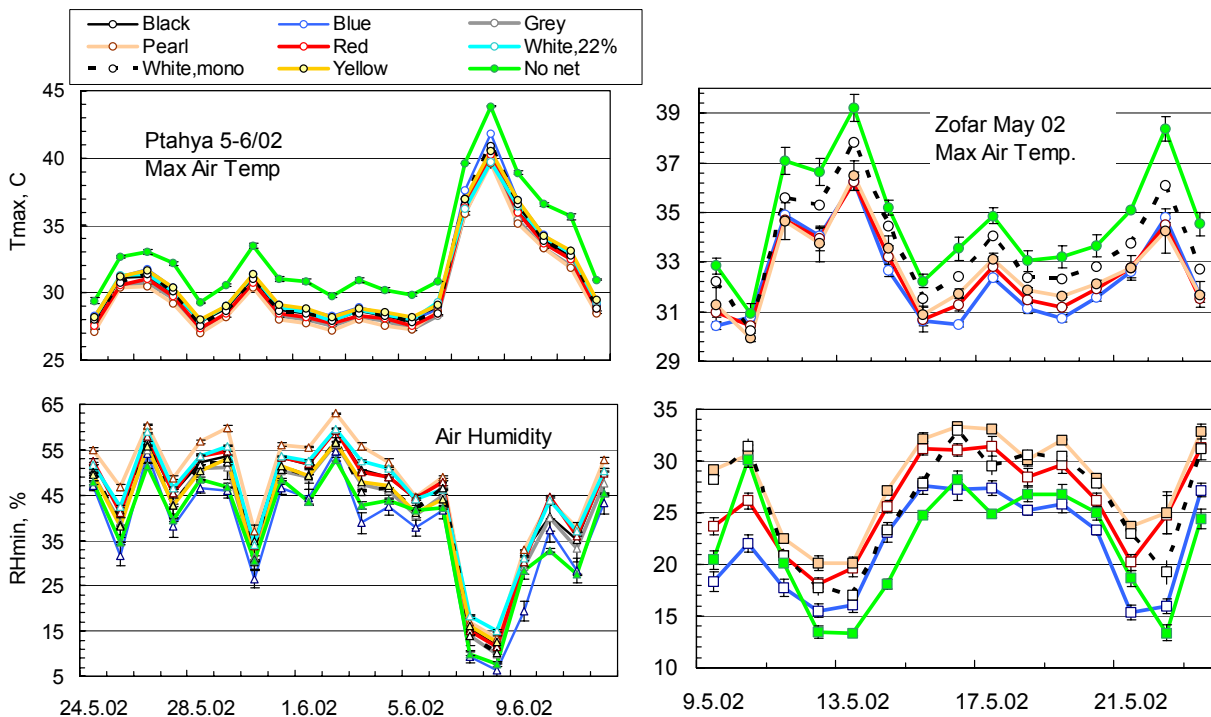 Black Blue Grey
Pearl Red White,22%
White,mono Yellow No net
Ptahya 5-6/02
Max Air Temp
Tmax, C
45
40
35
30
25
Zofar May 02
Max Air Temp.
39
37
35
33
31
29
Air Humidity
RHmin, %
65
55
45
35
25
15
5
24.5.02 28.5.02 1.6.02 5.6.02 9.6.02
35
30
25
20
15
10
9.5.02 13.5.02 17.5.02 21.5.02